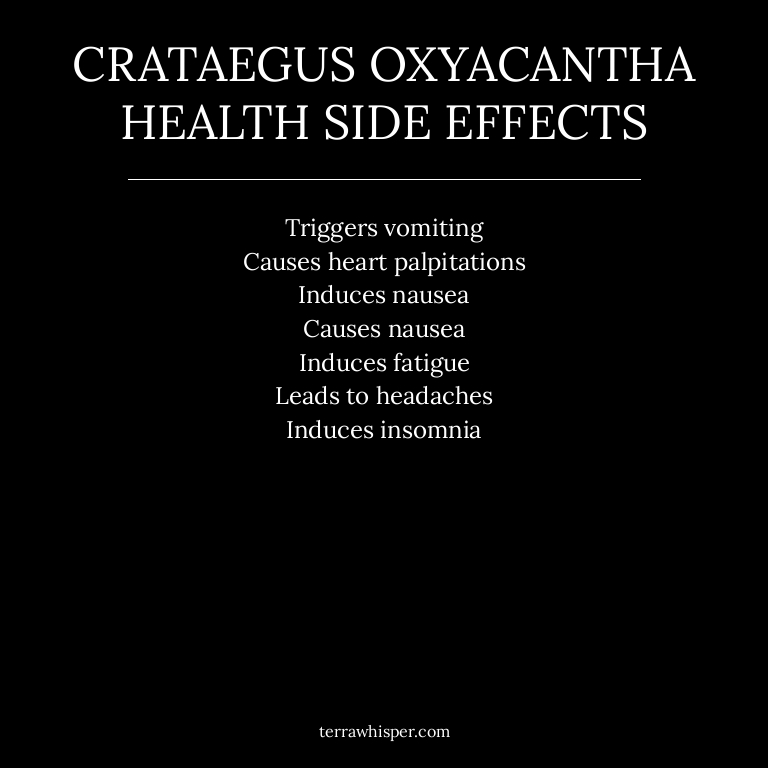 CRATAEGUS OXYACANTHA
HEALTH SIDE EFFECTS
Triggers vomiting
Causes heart palpitations
Induces nausea
Causes nausea
Induces fatigue
Leads to headaches
Induces insomnia
terrawhisper.com